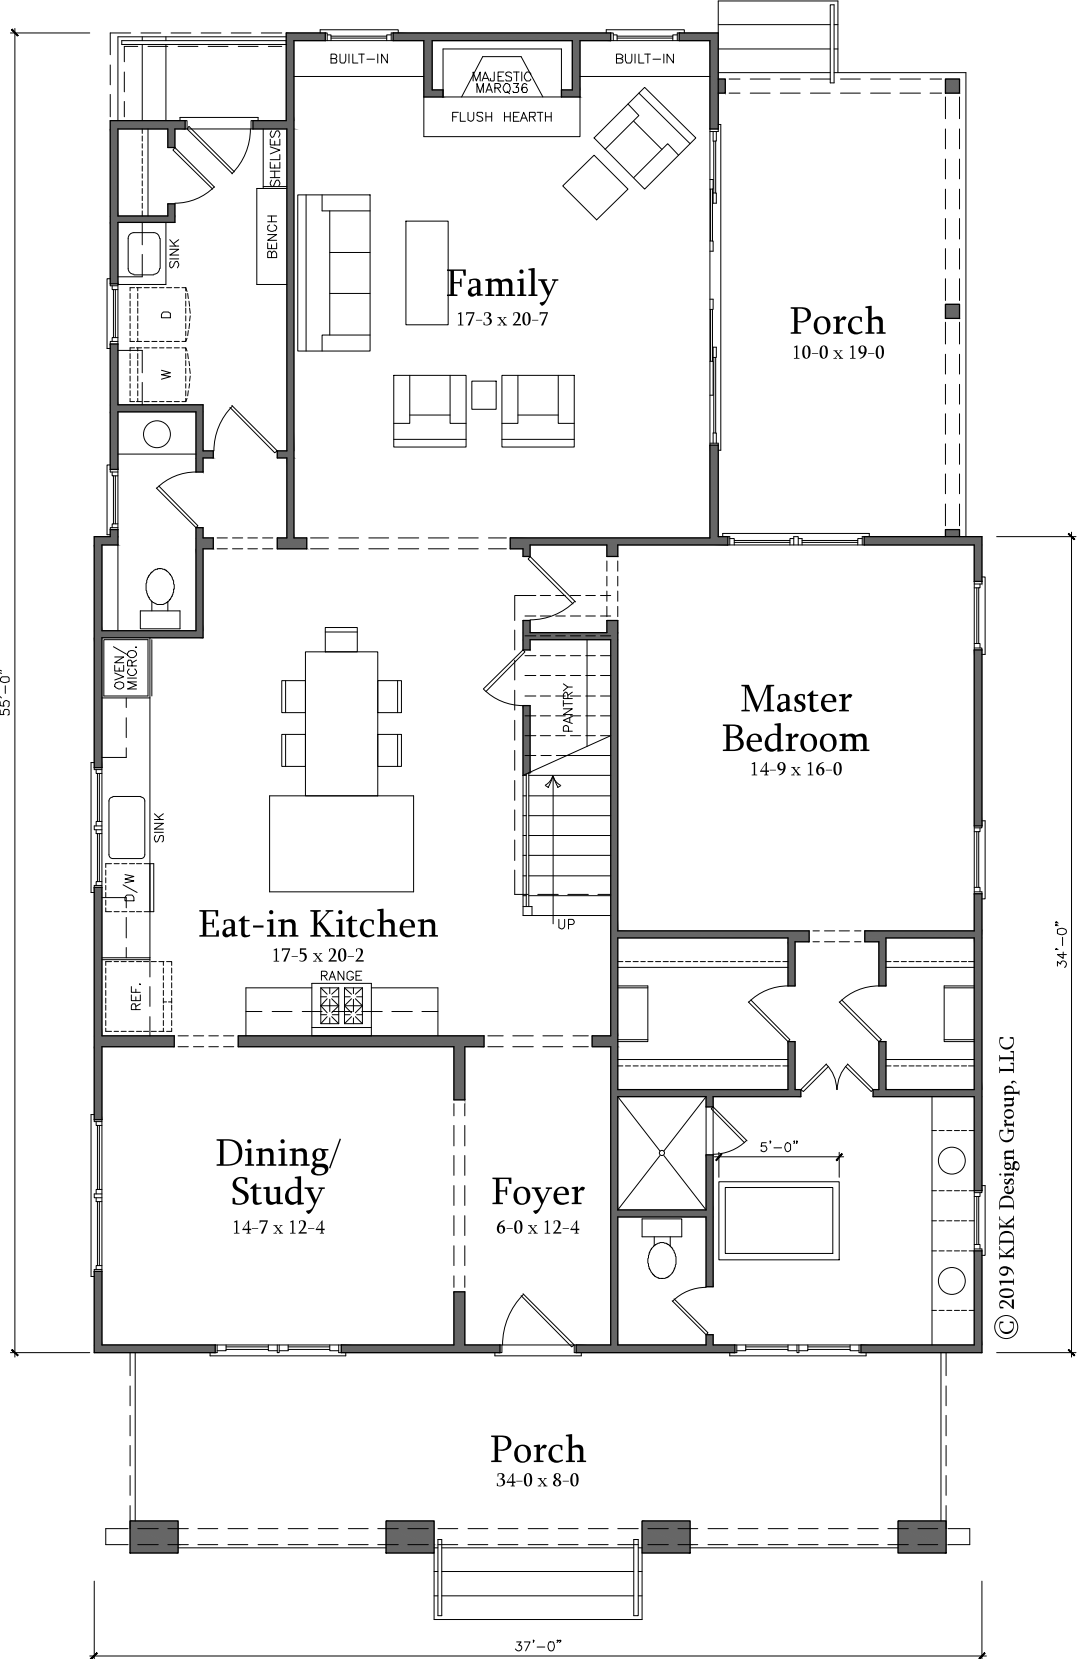 BUILT-IN
MAJESTIC
MARQ36
BUILT-IN
FLUSH HEARTH
SHELVES
BENCH
SINK
D
W
Family
17-3 x 20-7
Porch
10-0 x 19-0
OVEN/
MICRO.
PANTRY
Master
Bedroom
14-9 x 16-0
55'-0"
SINK
D/W
Eat-in Kitchen
17-5 x 20-2
UP
RANGE
REF.
34'-0"
Dining/
Study
14-7 x 12-4
Foyer
6-0 x 12-4
5'-0"
© 2019 KDK Design Group, LLC
Porch
34-0 x 8-0
37'-0"